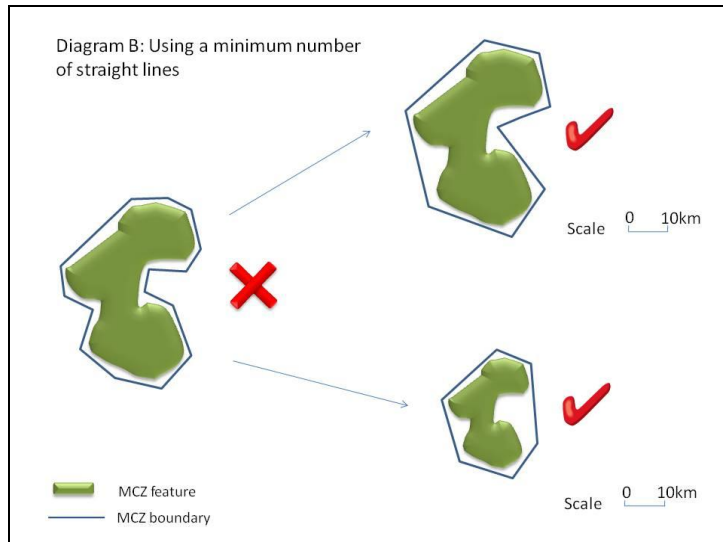 Diagram B: Using a minimum number
of straight lines
Scale 0 10km
Scale 0 10km
MCZ feature
MCZ boundary